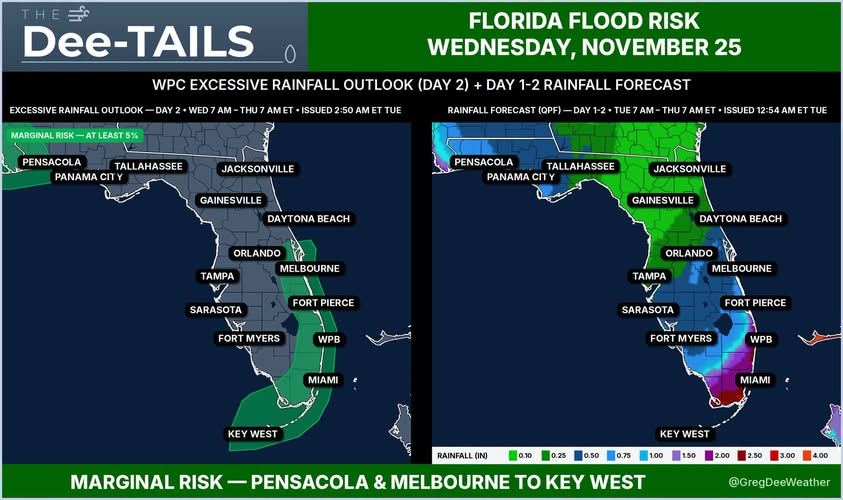 THE
Dee-TAILS
FLORIDA FLOOD RISK
WEDNESDAY, NOVEMBER 25
WPC EXCESSIVE RAINFALL OUTLOOK (DAY 2) + DAY 1-2 RAINFALL FORECAST
EXCESSIVE RAINFALL OUTLOOK — DAY 2 • WED 7 AM – THU 7 AM ET • ISSUED 2:50 AM ET TUE
MARGINAL RISK — AT LEAST 5%
PENSACOLA
TALLAHASSEE
JACKSONVILLE
PANAMA CITY
GAINESVILLE
DAYTONA BEACH
ORLANDO
MELBOURNE
TAMPA
FORT PIERCE
SARASOTA
FORT MYERS
WPB
MIAMI
KEY WEST
RAINFALL FORECAST (QPF) — DAY 1-2 • TUE 7 AM – THU 7 AM ET • ISSUED 12:54 AM ET TUE
PENSACOLA
TALLAHASSEE
JACKSONVILLE
PANAMA CITY
GAINESVILLE
DAYTONA BEACH
ORLANDO
MELBOURNE
TAMPA
FORT PIERCE
SARASOTA
FORT MYERS
WPB
MIAMI
KEY WEST
RAINFALL (IN) 0.10 0.25 0.50 0.75 1.00 1.50 2.00 2.50 3.00 4.00
MARGINAL RISK — PENSACOLA & MELBOURNE TO KEY WEST
@GregDeeWeather